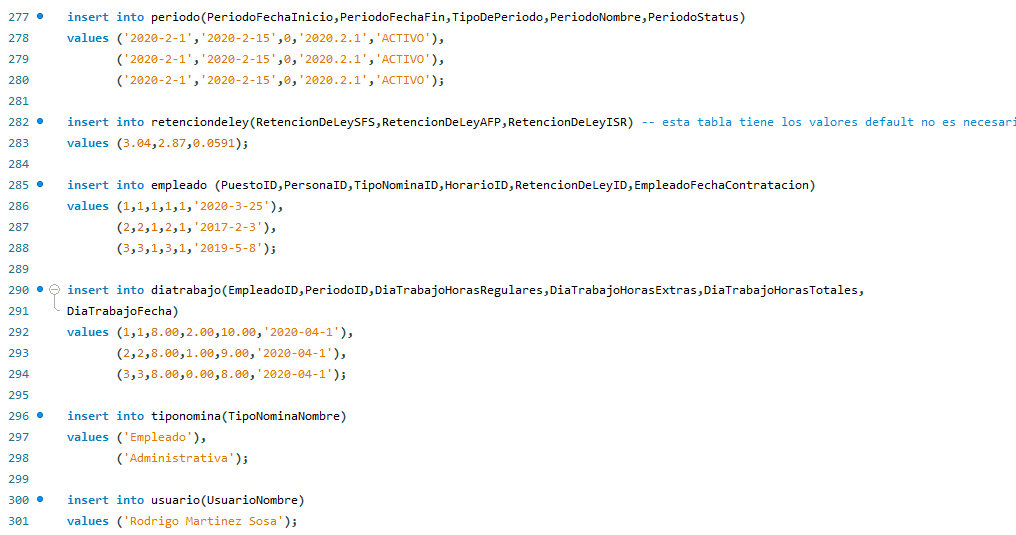 277 insert into periodo(PeriodoFechaInicio,PeriodoFechaFin,TipoDePeriodo,PeriodoNombre,PeriodoStatus)
278 values ('2020-2-1','2020-2-15',0,'2020.2.1','ACTIVO'),
279 ('2020-2-1','2020-2-15',0,'2020.2.1','ACTIVO'),
280 ('2020-2-1','2020-2-15',0,'2020.2.1','ACTIVO');
281
282 insert into retenciondeley(RetencionDeLeySFS,RetencionDeLeyAFP,RetencionDeLeyISR) -- esta tabla tiene los valores default no es necesari
283 values (3.04,2.87,0.0591);
284
285 insert into empleado (PuestoID,PersonaID,TipoNominaID,HorarioID,RetencionDeLeyID,EmpleadoFechaContratacion)
286 values (1,1,1,1,1,'2020-3-25'),
287 (2,2,1,2,1,'2017-2-3'),
288 (3,3,1,3,1,'2019-5-8');
289
290 insert into diatrabajo(EmpleadoID,PeriodoID,DiaTrabajoHorasRegulares,DiaTrabajoHorasExtras,DiaTrabajoHorasTotales,
291 DiaTrabajoFecha)
292 values (1,1,8.00,2.00,10.00,'2020-04-1'),
293 (2,2,8.00,1.00,9.00,'2020-04-1'),
294 (3,3,8.00,0.00,8.00,'2020-04-1');
295
296 insert into tiponomina(TipoNominaNombre)
297 values ('Empleado'),
298 ('Administrativa');
299
300 insert into usuario(UsuarioNombre)
301 values ('Rodrigo Martinez Sosa');